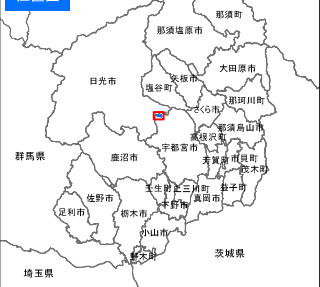 那須町
那須塩原市
大田原市
日光市
矢板市
塩谷町
那珂川町
さくら市
那須烏山市
高根沢町
宇都宮市
群馬県
鹿沼市
芳賀町
市貝町
茂木町
壬生町
上三川町
益子町
真岡市
佐野市
足利市
栃木市
下野市
小山市
野木町
茨城県
埼玉県